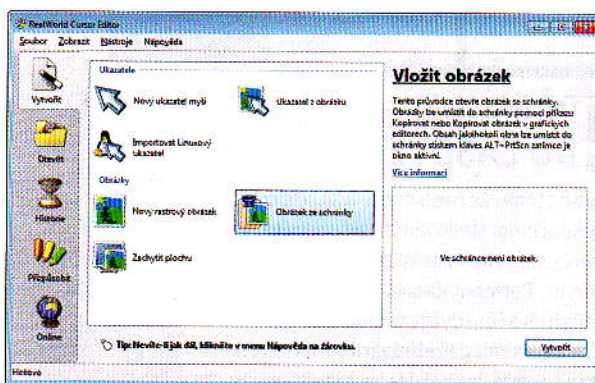 RealWorld Cursor Editor
Soubor Zobrazit Nástroje Nápověda
Vytvořit
Otevřít
Historie
Přizpůsobit
Online
Ukazatele
Nový ukazatel myši
Ukazatel z obrázku
Importovat Linuxový
ukazatel
Obrázky
Nový rastrový obrázek
Obrázek ze schránky
Zachytit plochu
Tip: Nevíte-li jak dál, klikněte v menu Nápověda na žárovku.
Vložit obrázek
Tento průvodce otevře obrázek se schránky.
Obrázky lze umístit do schránky pomocí příkazu
Kopírovat nebo Kopírovat obrázek v grafických
editorech. Obsah jakéhokoli okna lze umístit do
schránky stiskem kláves ALT+PrtScn zatímco je
okno aktivní.
Více informací
Ve schránce není obrázek.
Vytvořit
Hotovo